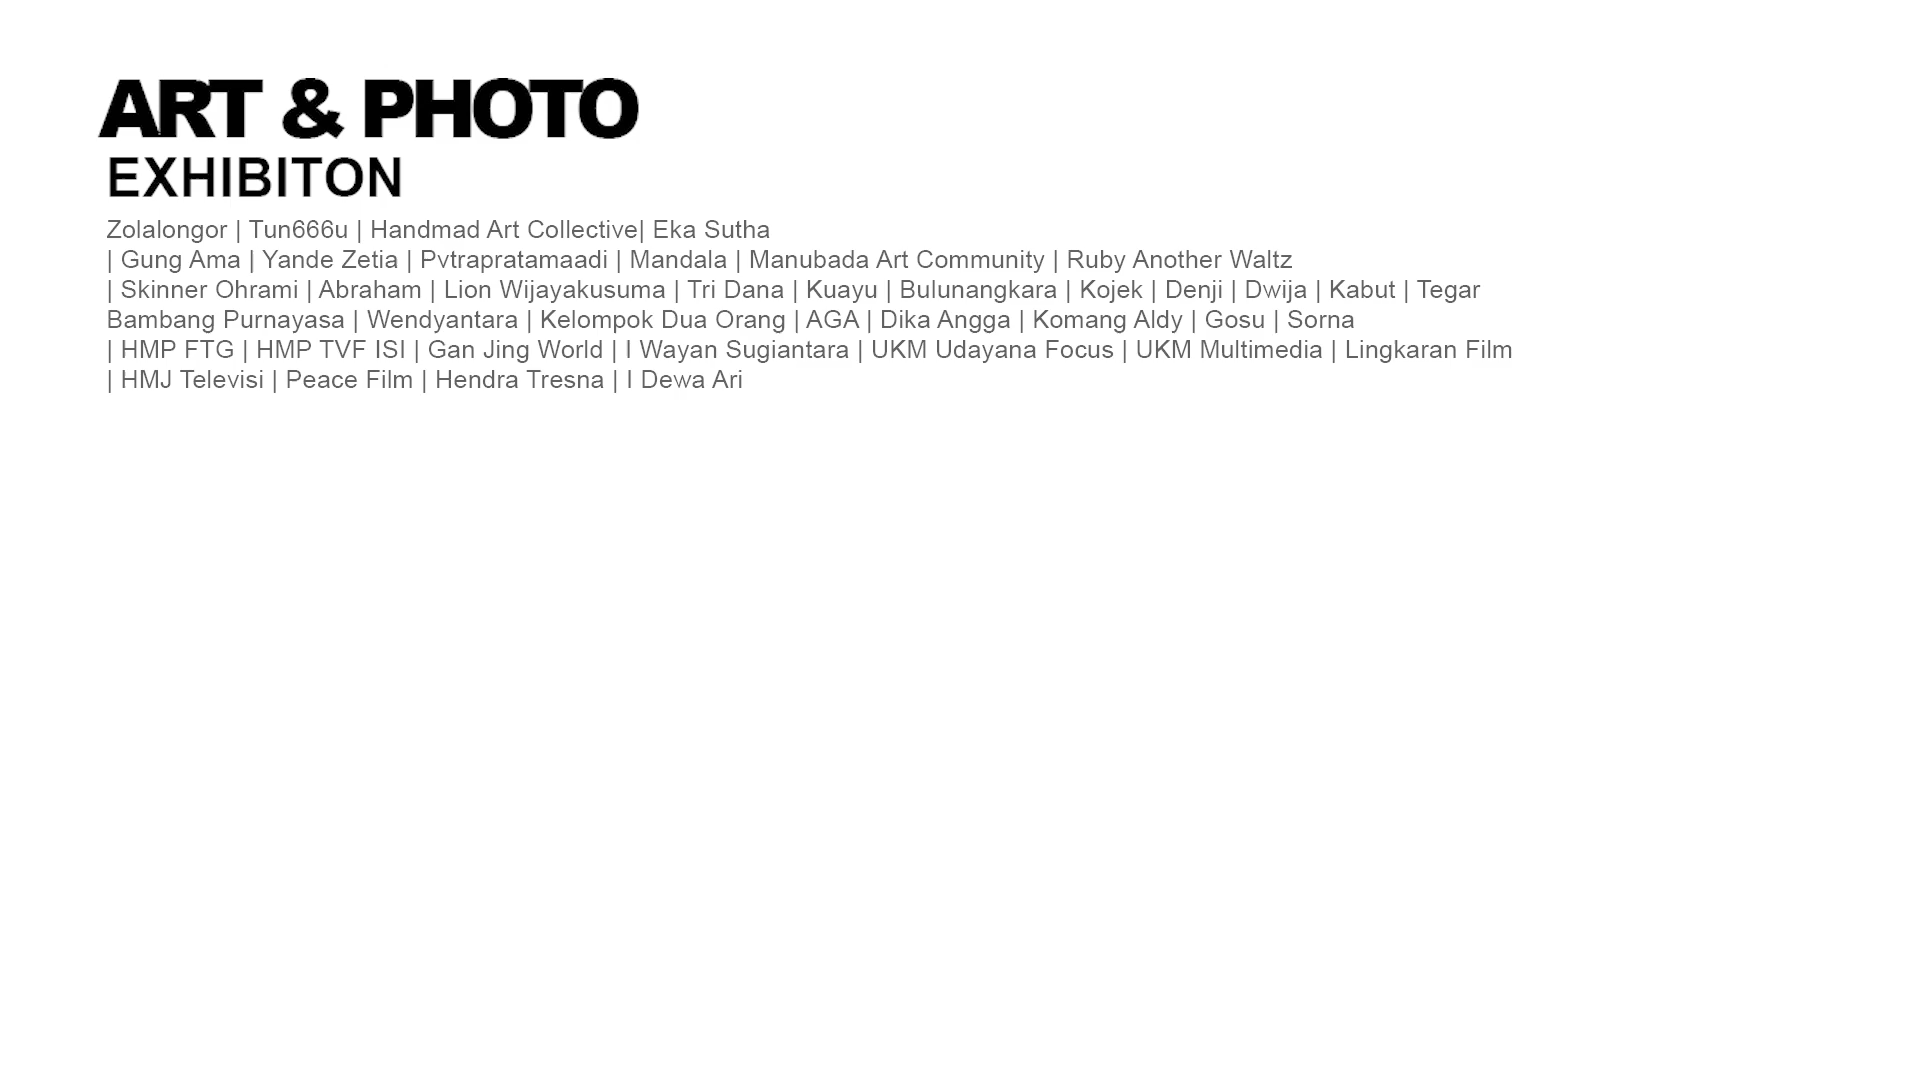 ART & PHOTO
EXHIBITON
Zolalongor | Tun666u | Handmad Art Collective| Eka Sutha
| Gung Ama | Yande Zetia | Pvtrapratamaadi | Mandala | Manubada Art Community | Ruby Another Waltz
| Skinner Ohrami | Abraham | Lion Wijayakusuma | Tri Dana | Kuayu | Bulunangkara | Kojek | Denji | Dwija | Kabut | Tegar
Bambang Purnayasa | Wendyantara | Kelompok Dua Orang | AGA | Dika Angga | Komang Aldy | Gosu | Sorna
| HMP FTG | HMP TVF ISI | Gan Jing World | I Wayan Sugiantara | UKM Udayana Focus | UKM Multimedia | Lingkaran Film
| HMJ Televisi | Peace Film | Hendra Tresna | I Dewa Ari